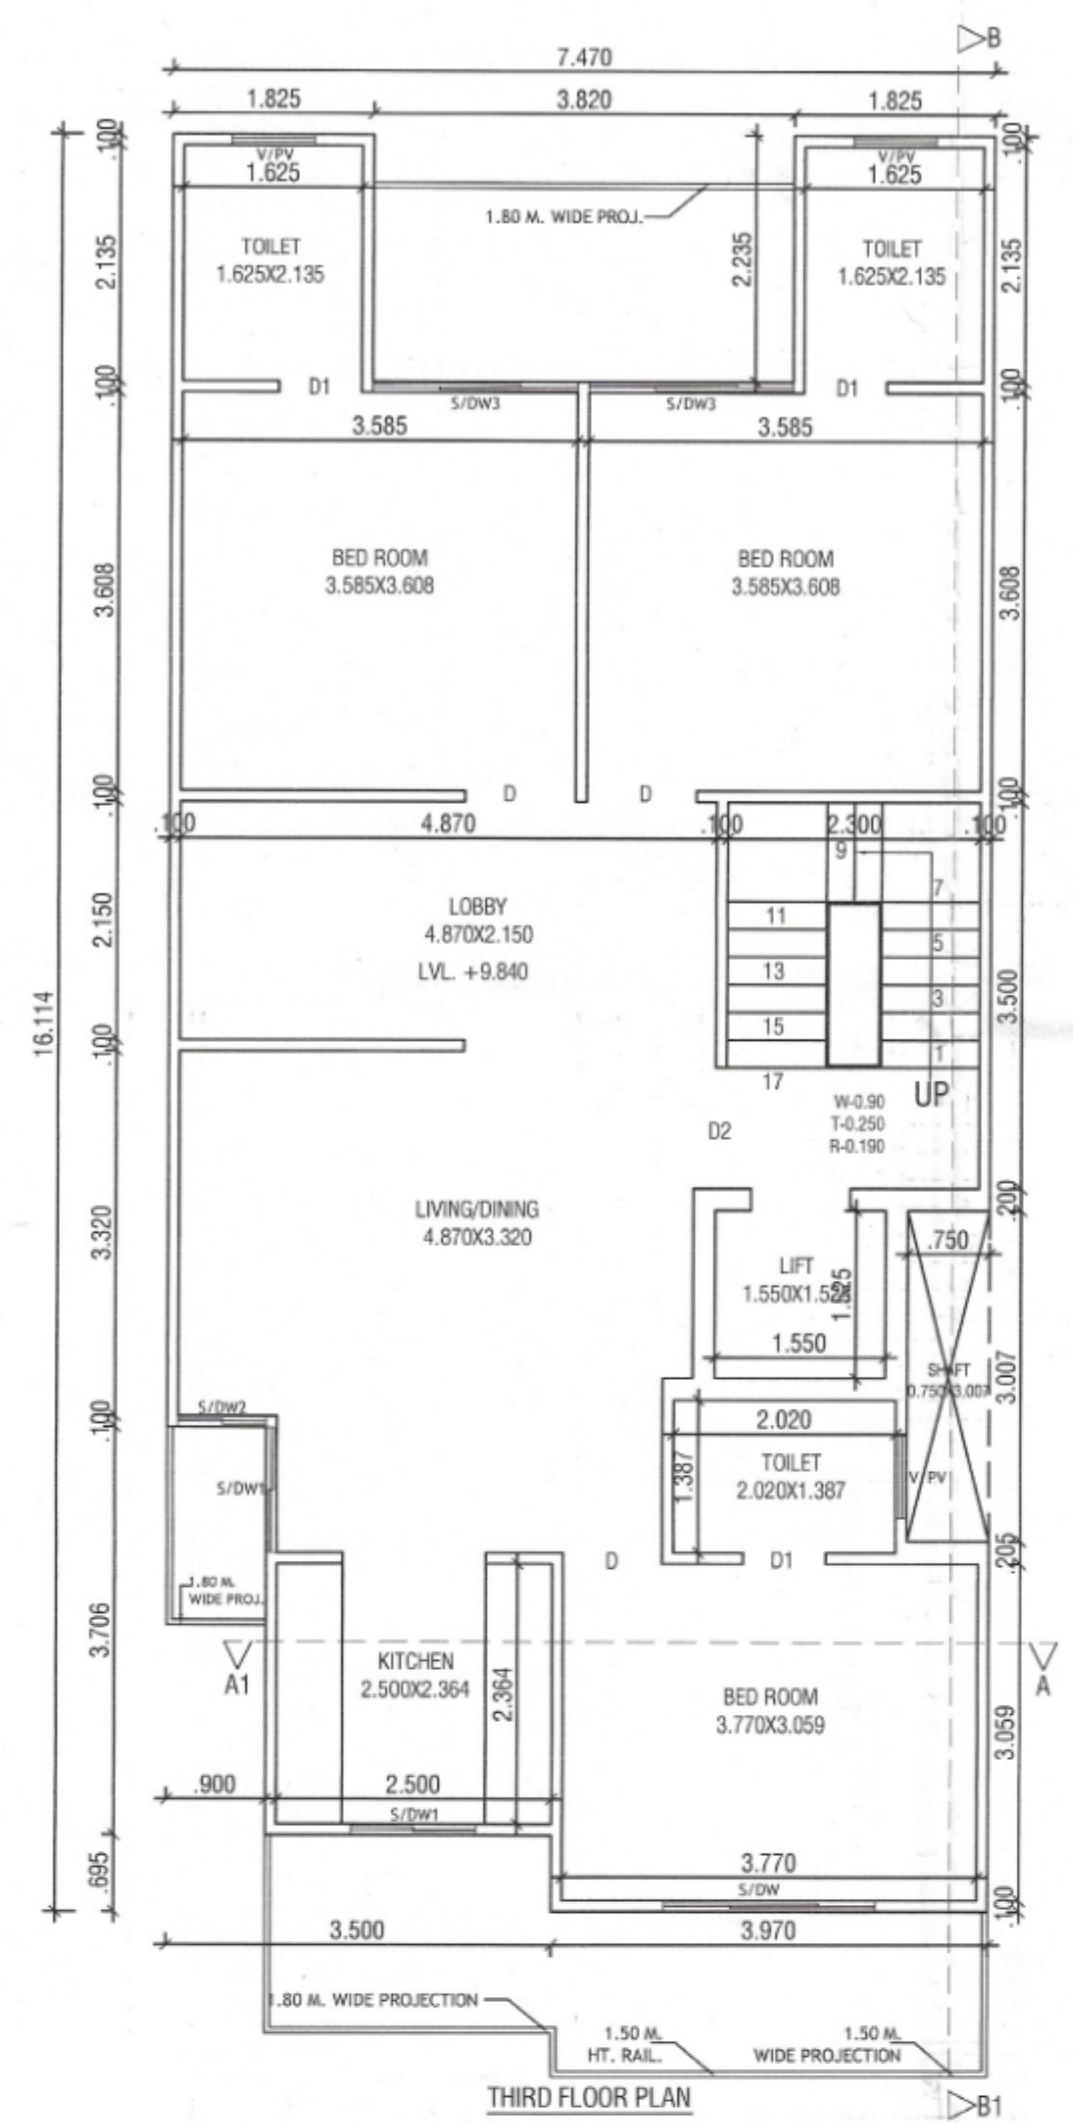 B
7.470
1.825
3.820
1.825
.100
.100
V/PV
V/PV
1.625
1.625
1.80 M. WIDE PROJ.
TOILET
1.625X2.135
TOILET
1.625X2.135
2.135
2.235
2.135
.100
D1
D1
.100
S/DW3
S/DW3
3.585
3.585
BED ROOM
3.585X3.608
BED ROOM
3.585X3.608
3.608
3.608
.100
D
D
.100
.100
4.870
.100
2.300
.100
9
7
LOBBY
4.870X2.150
LVL. +9.840
2.150
11
5
13
3
15
1
17
UP
3.500
16.114
.100
W-0.90
T-0.250
R-0.190
D2
.200
LIVING/DINING
4.870X3.320
3.320
.750
LIFT
1.550X1.525
1.525
1.550
SHAFT
0.750X3.007
3.007
.100
S/DW2
2.020
TOILET
2.020X1.387
1.387
V/PV
S/DW1
D
D1
.205
1.80 M.
WIDE PROJ.
3.706
A1
A
KITCHEN
2.500X2.364
2.364
BED ROOM
3.770X3.059
3.059
.900
2.500
S/DW1
.695
3.770
S/DW
.100
3.500
3.970
1.80 M. WIDE PROJECTION
1.50 M.
HT. RAIL.
1.50 M.
WIDE PROJECTION
THIRD FLOOR PLAN
B1